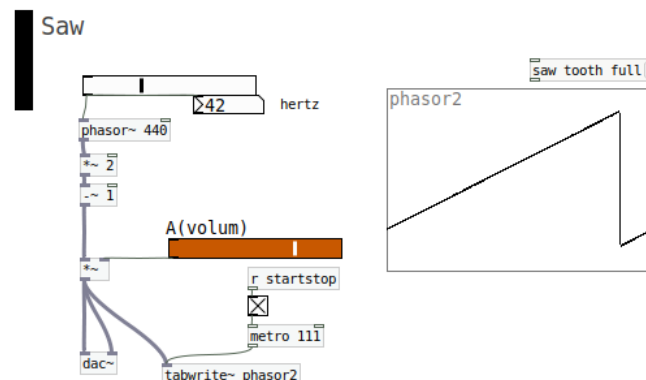 Saw
saw tooth full
phasor2
42
hertz
phasor~ 440
*~ 2
-~ 1
A(volum)
*~
r startstop
metro 111
dac~
tabwrite~ phasor2